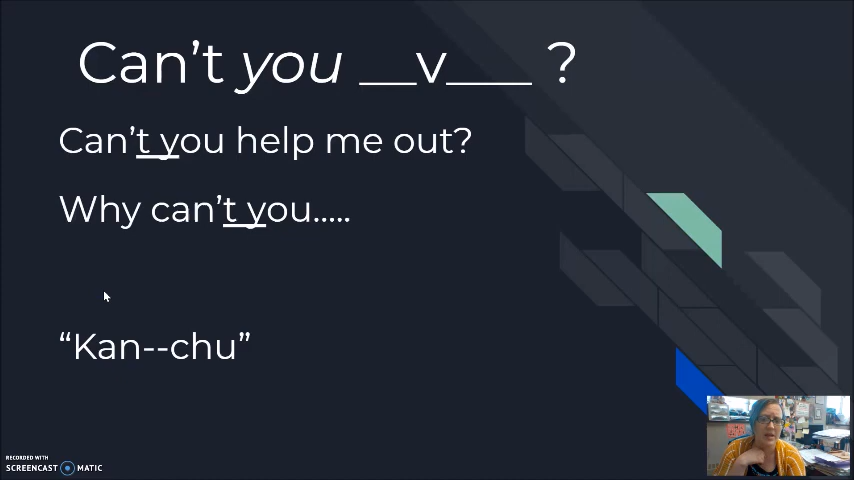 Can't you __v___ ?
Can't you help me out?
Why can't you.....
“Kan--chu”
RECORDED WITH
SCREENCAST MATIC